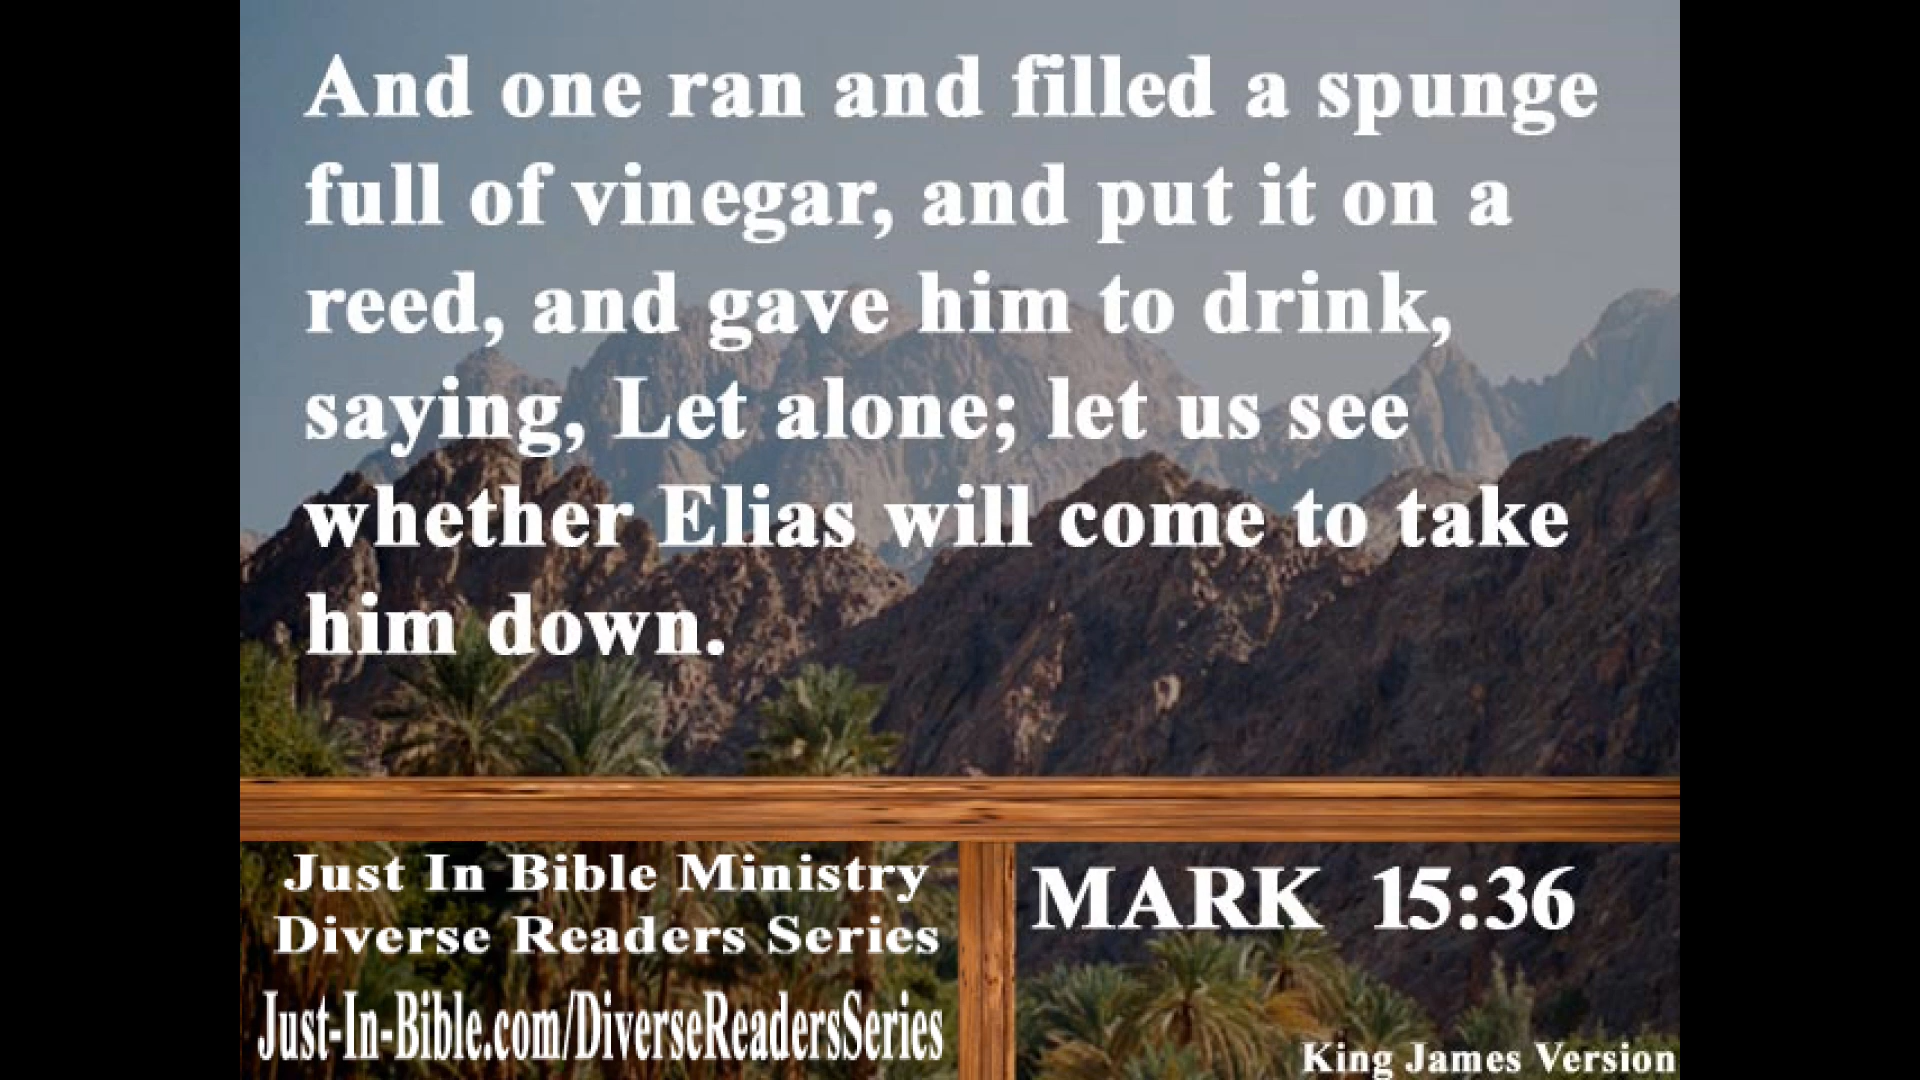 And one ran and filled a spunge
full of vinegar, and put it on a
reed, and gave him to drink,
saying, Let alone; let us see
whether Elias will come to take
him down.
Just In Bible Ministry
Diverse Readers Series
Just-In-Bible.com/DiverseReadersSeries
MARK 15:36
King James Version